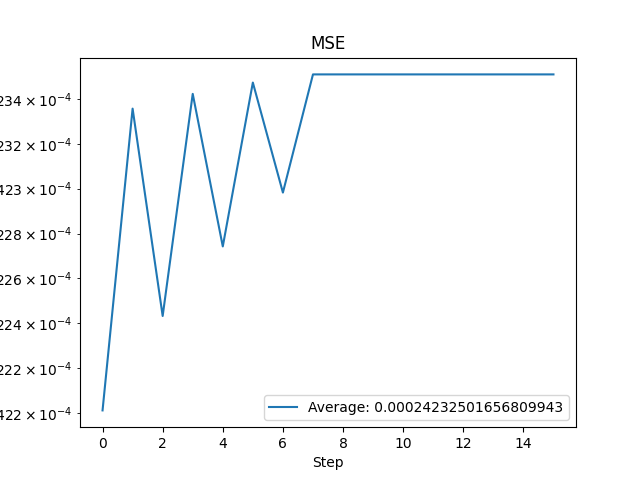 MSE
234 × 10⁻⁴
232 × 10⁻⁴
423 × 10⁻⁴
228 × 10⁻⁴
226 × 10⁻⁴
224 × 10⁻⁴
222 × 10⁻⁴
422 × 10⁻⁴
Average: 0.00024232501656809943
0 2 4 6 8 10 12 14
Step